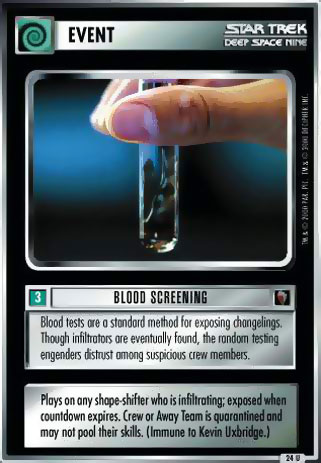 EVENT
STAR TREK
DEEP SPACE NINE
3
BLOOD SCREENING
Blood tests are a standard method for exposing changelings.
Though infiltrators are eventually found, the random testing
engenders distrust among suspicious crew members.
Plays on any shape-shifter who is infiltrating; exposed when
countdown expires. Crew or Away Team is quarantined and
may not pool their skills. (Immune to Kevin Uxbridge.)
24 U